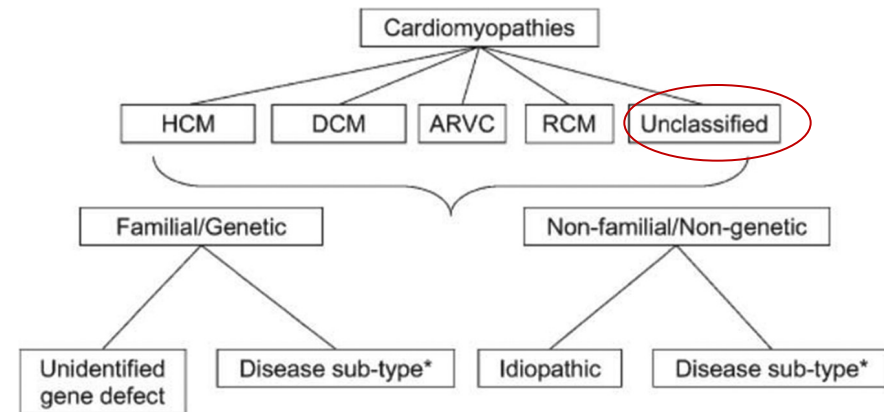 Cardiomyopathies
HCM
DCM
ARVC
RCM
Unclassified
Familial/Genetic
Non-familial/Non-genetic
Unidentified
gene defect
Disease sub-type*
Idiopathic
Disease sub-type*